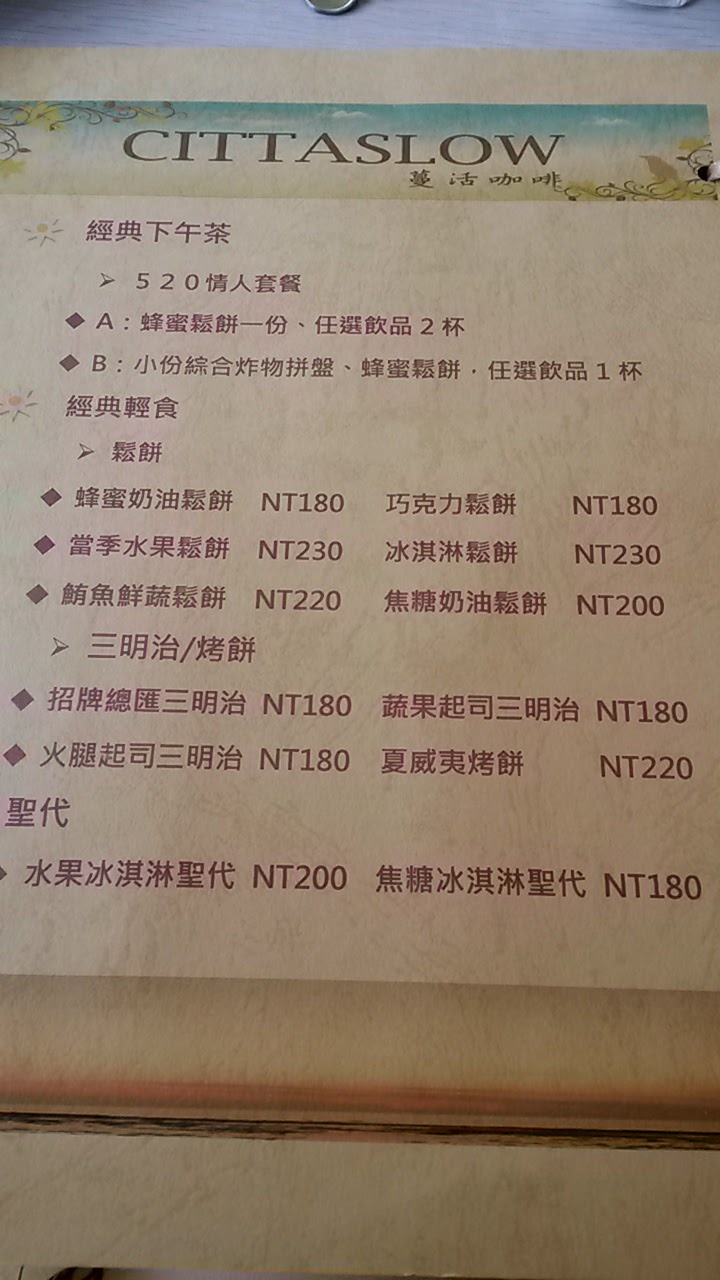 CITTASLOW
蔓活咖啡
經典下午茶
➢ 520情人套餐
◆ A:蜂蜜鬆餅一份、任選飲品2杯
◆ B:小份綜合炸物拼盤、蜂蜜鬆餅,任選飲品1杯
經典輕食
➢ 鬆餅
◆ 蜂蜜奶油鬆餅 NT180 巧克力鬆餅 NT180
◆ 當季水果鬆餅 NT230 冰淇淋鬆餅 NT230
◆ 鮪魚鮮蔬鬆餅 NT220 焦糖奶油鬆餅 NT200
➢ 三明治/烤餅
◆ 招牌總匯三明治 NT180 蔬果起司三明治 NT180
◆ 火腿起司三明治 NT180 夏威夷烤餅 NT220
聖代
◆ 水果冰淇淋聖代 NT200 焦糖冰淇淋聖代 NT180